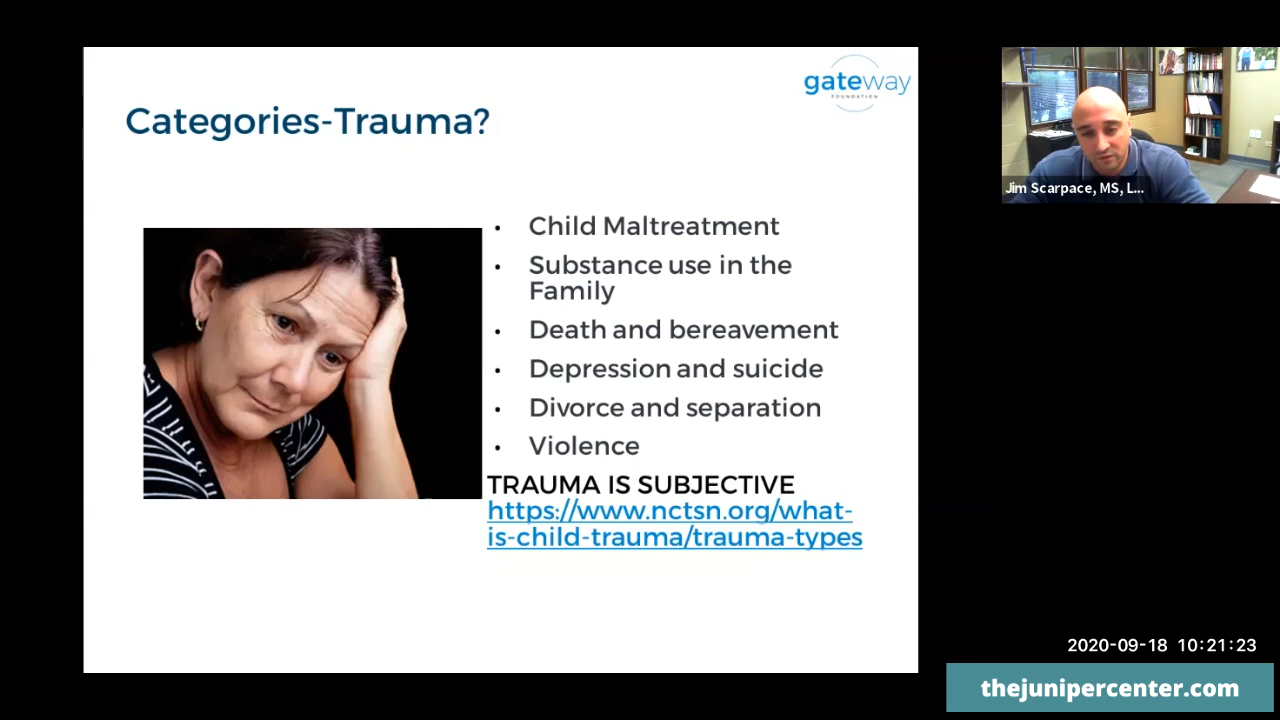 gateway
FOUNDATION
Categories-Trauma?
• Child Maltreatment
• Substance use in the
Family
• Death and bereavement
• Depression and suicide
• Divorce and separation
• Violence
TRAUMA IS SUBJECTIVE
https://www.nctsn.org/what-
is-child-trauma/trauma-types
Jim Scarpace, MS, L...
2020-09-18 10:21:23
thejunipercenter.com